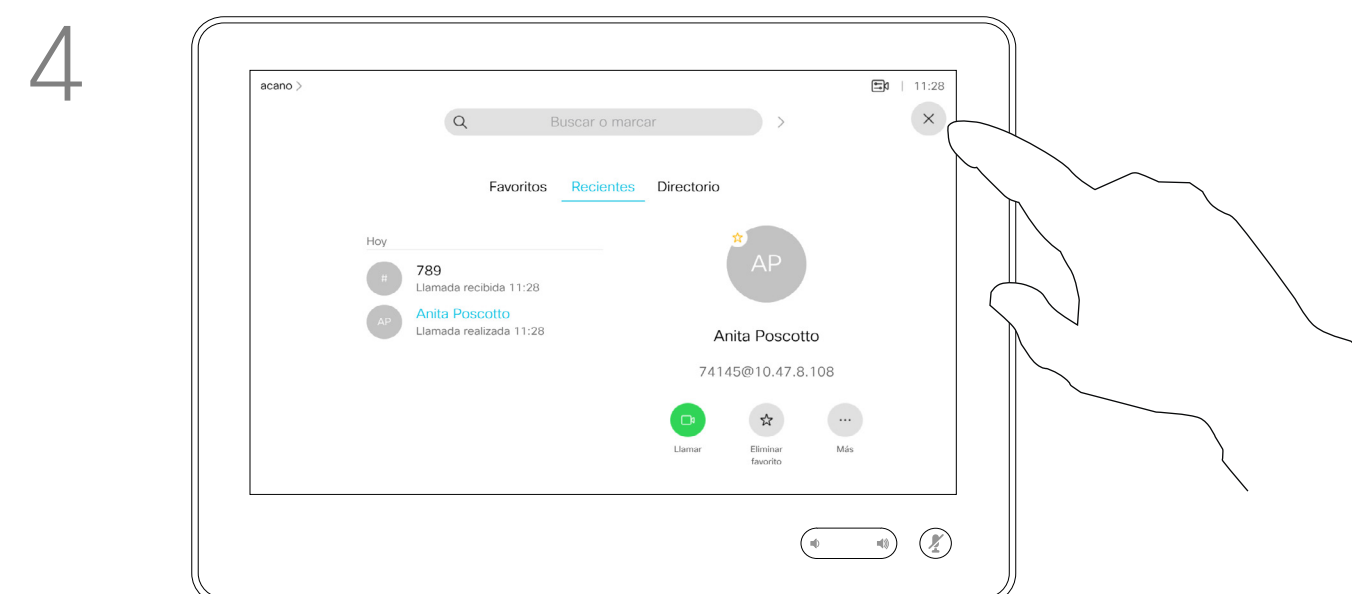 4
acano >
| 11:28
Buscar o marcar >
Favoritos Recientes Directorio
Hoy
# 789
Llamada recibida 11:28
AP Anita Poscotto
Llamada realizada 11:28
AP
Anita Poscotto
74145@10.47.8.108
Llamar
Eliminar
favorito
Más